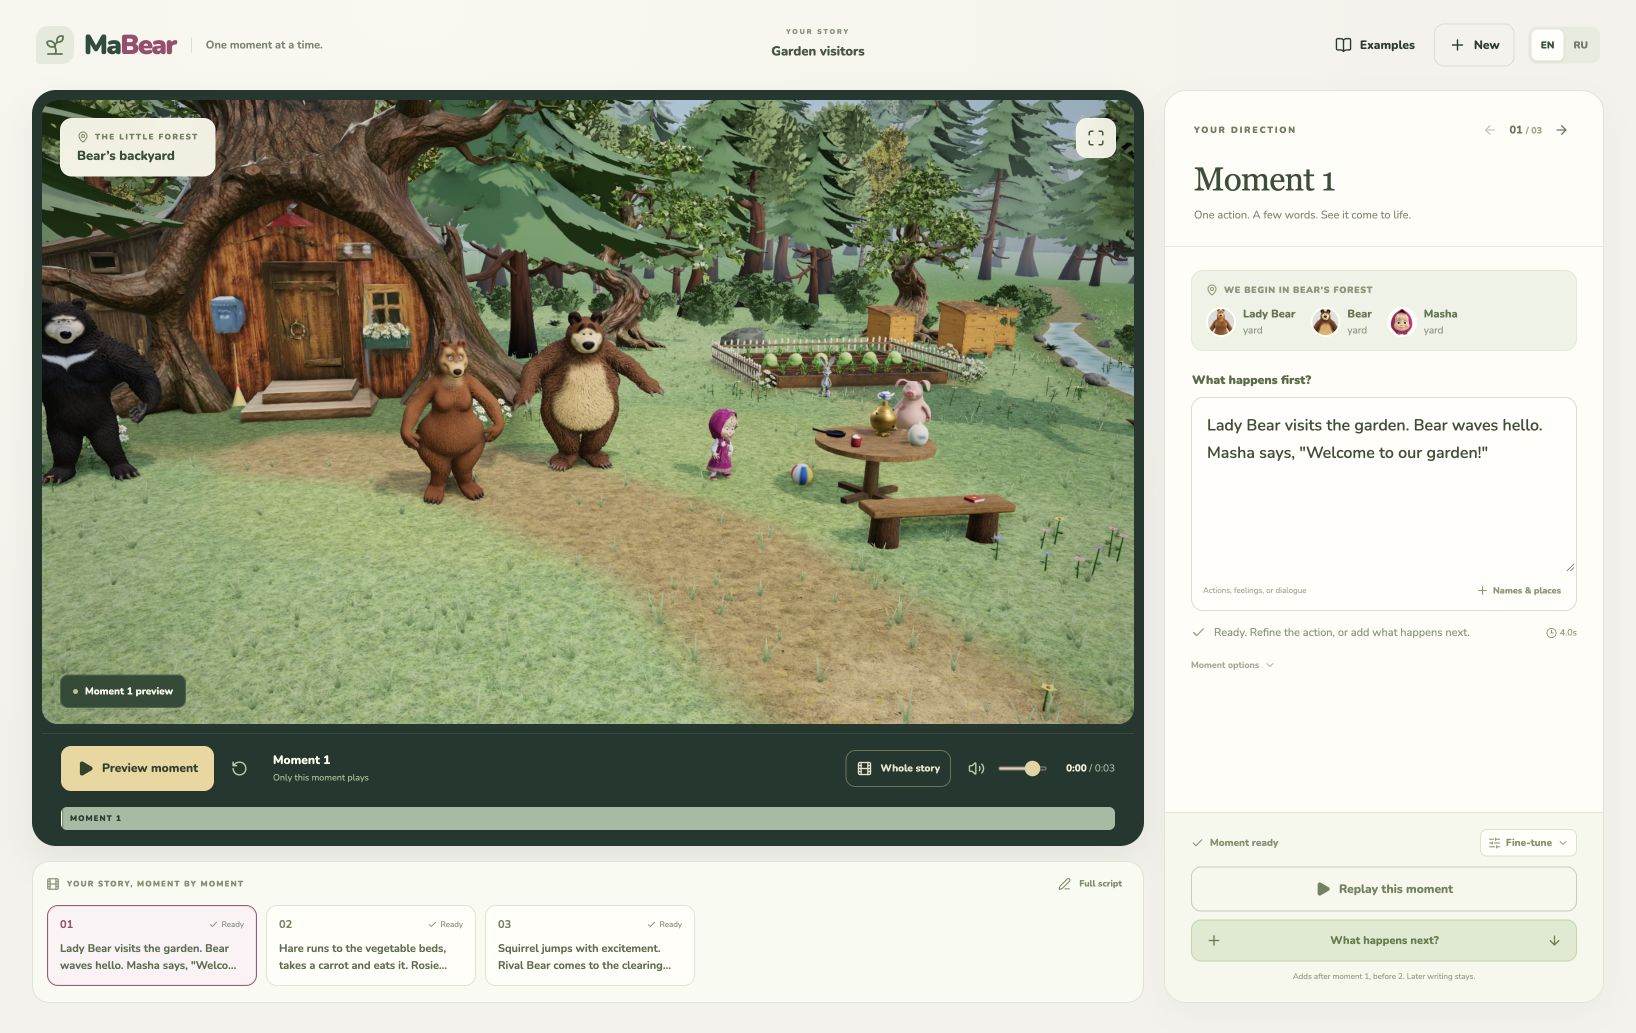 MaBear
One moment at a time.
YOUR STORY
Garden visitors
Examples
New
EN
RU
THE LITTLE FOREST
Bear's backyard
Moment 1 preview
Preview moment
Moment 1
Only this moment plays
Whole story
0:00 / 0:03
MOMENT 1
YOUR STORY, MOMENT BY MOMENT
Full script
01
Ready
Lady Bear visits the garden. Bear
waves hello. Masha says, "Welco...
02
Ready
Hare runs to the vegetable beds,
takes a carrot and eats it. Rosie...
03
Ready
Squirrel jumps with excitement.
Rival Bear comes to the clearing...
YOUR DIRECTION
01 / 03
Moment 1
One action. A few words. See it come to life.
WE BEGIN IN BEAR'S FOREST
Lady Bear
yard
Bear
yard
Masha
yard
What happens first?
Lady Bear visits the garden. Bear waves hello.
Masha says, "Welcome to our garden!"
Actions, feelings, or dialogue
Names & places
Ready. Refine the action, or add what happens next.
4.0s
Moment options
Moment ready
Fine-tune
Replay this moment
What happens next?
Adds after moment 1, before 2. Later writing stays.